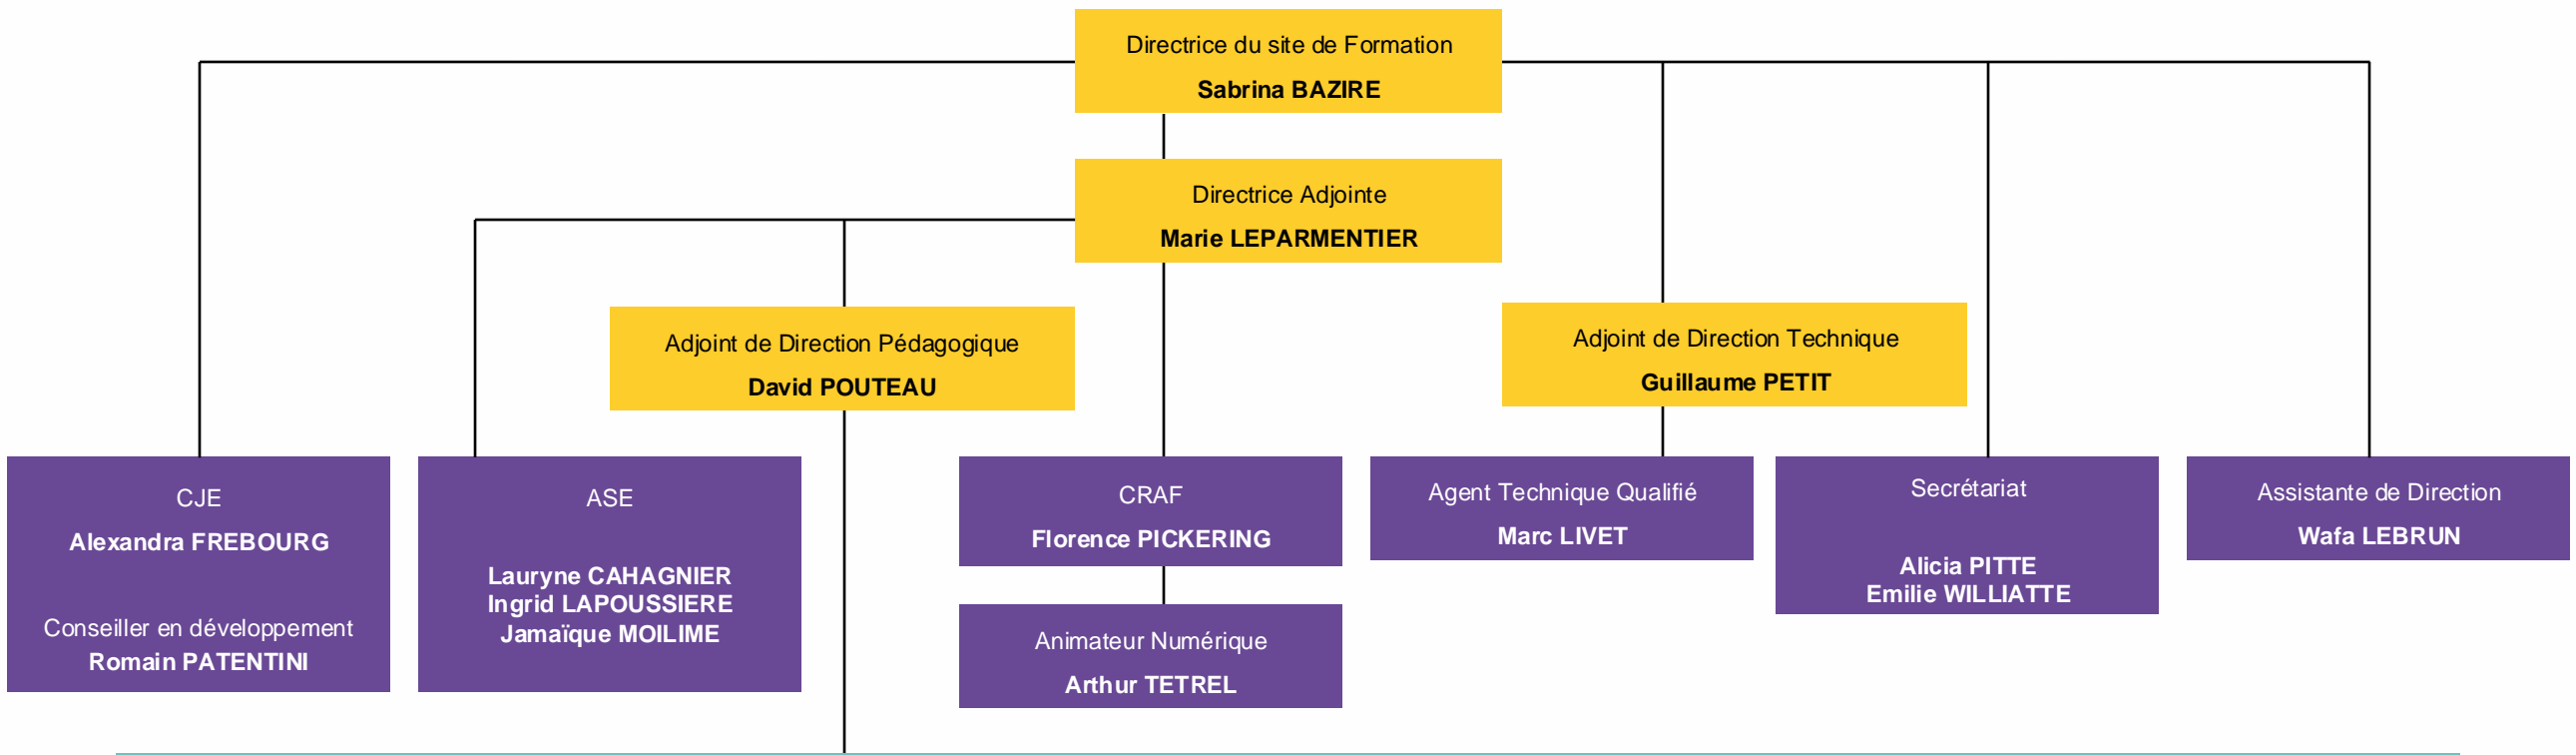 Directrice du site de Formation
Sabrina BAZIRE
Directrice Adjointe
Marie LEPARMENTIER
Adjoint de Direction Pédagogique
David POUTEAU
Adjoint de Direction Technique
Guillaume PETIT
CJE
Alexandra FREBOURG
Conseiller en développement
Romain PATENTINI
ASE
Lauryne CAHAGNIER
Ingrid LAPOUSSIERE
Jamaïque MOILIME
CRAF
Florence PICKERING
Animateur Numérique
Arthur TETREL
Agent Technique Qualifié
Marc LIVET
Secrétariat
Alicia PITTE
Emilie WILLIATTE
Assistante de Direction
Wafa LEBRUN